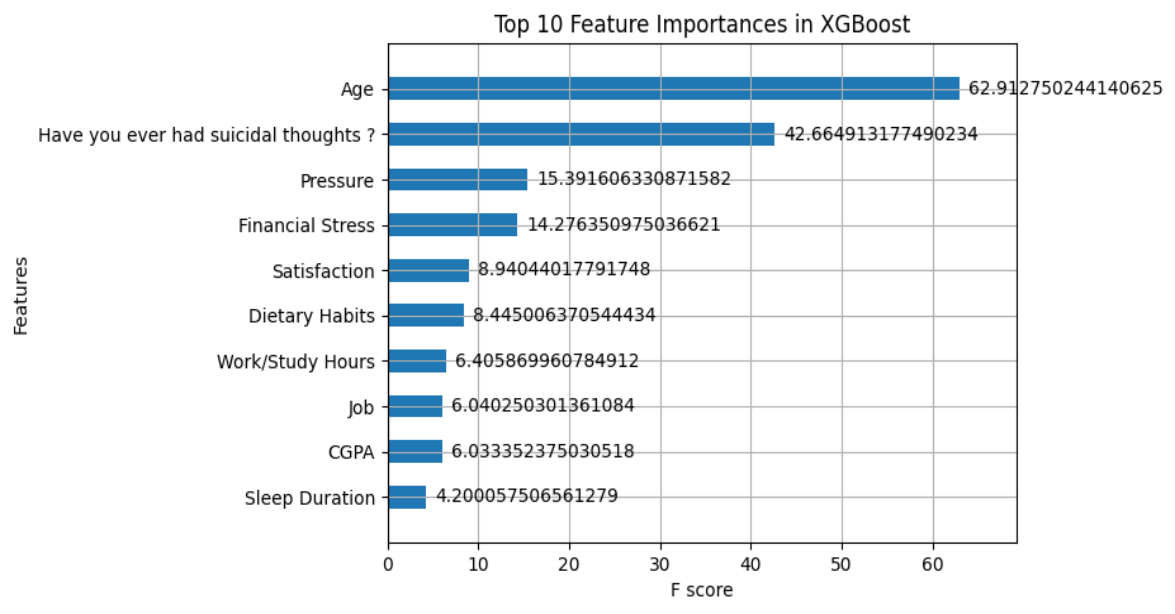 Top 10 Feature Importances in XGBoost
Features
Age 62.912750244140625
Have you ever had suicidal thoughts ? 42.664913177490234
Pressure 15.391606330871582
Financial Stress 14.276350975036621
Satisfaction 8.94044017791748
Dietary Habits 8.445006370544434
Work/Study Hours 6.405869960784912
Job 6.040250301361084
CGPA 6.033352375030518
Sleep Duration 4.200057506561279
0 10 20 30 40 50 60
F score